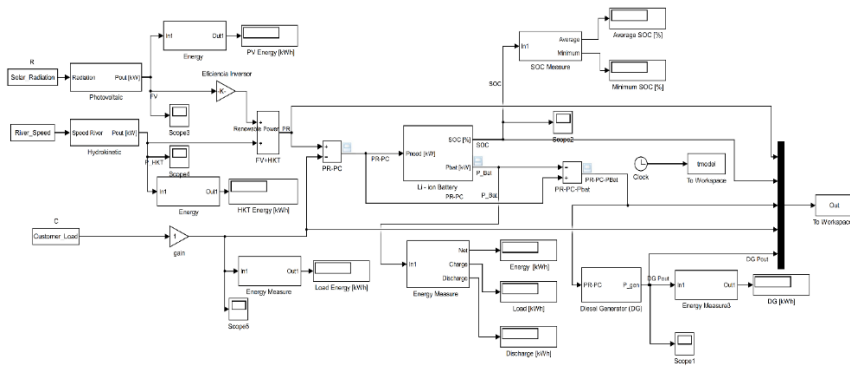 R
Solar_Radiation
Radiation
Pout [kW]
Photovoltaic
In1
Out1
Energy
PV Energy [kWh]
FV
Eficiencia Inversor
-K-
Scope3
River_Speed
Speed River
Pout [kW]
Hydrokinetic
P_HKT
Scope4
In1
Out1
Energy
HKT Energy [kWh]
Renewable Power
PR
FV+HKT
PR-PC
PR-PC
Pneed [kW]
SOC [%]
Pbat [kW]
Li - ion Battery
SOC
SOC
In1
Average
Minimum
SOC Measure
Average SOC [%]
Minimum SOC [%]
Scope2
P_Bat
P_Bat
PR-PC
PR-PC-Pbat
PR-PC-PBat
Clock
tmodel
To Workspace
Out
To Workspace
C
Customer_Load
1
gain
In1
Out1
Energy Measure
Load Energy [kWh]
Scope5
In1
Net
Charge
Discharge
Energy Measure
Energy [kWh]
Load [kWh]
Discharge [kWh]
PR-PC
P_gen
Diesel Generator (DG)
DG Pout
DG Pout
In1
Out1
Energy Measure3
DG [kWh]
Scope1